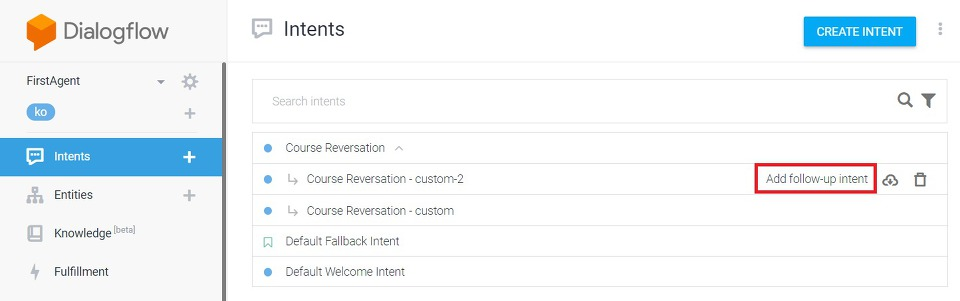 Dialogflow
Intents
CREATE INTENT
FirstAgent
ko
Search intents
Intents
Course Reversation
Course Reversation - custom-2
Add follow-up intent
Entities
Course Reversation - custom
Knowledge [beta]
Default Fallback Intent
Fulfillment
Default Welcome Intent